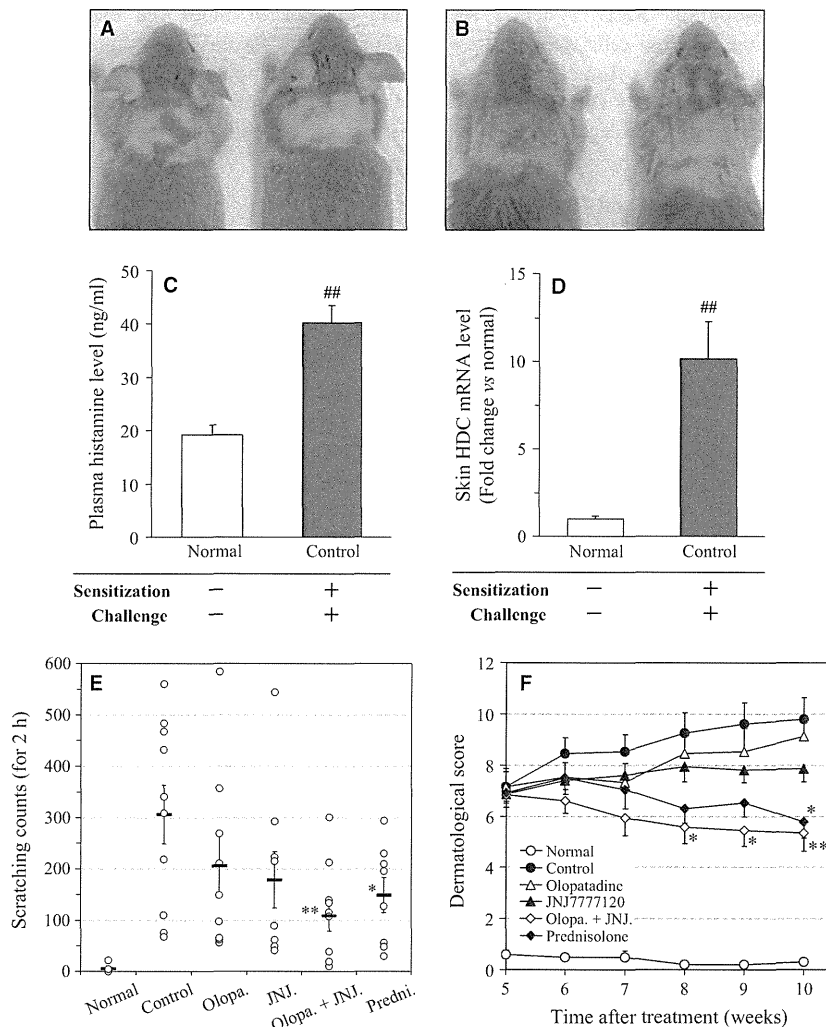 A
B
C
Plasma histamine level (ng/ml)
50
40
30
20
10
0
##
Normal
Control
Sensitization − +
Challenge − +
D
Skin HDC mRNA level
(Fold change vs normal)
15
10
5
0
##
Normal
Control
Sensitization − +
Challenge − +
E
Scratching counts (for 2 h)
600
500
400
300
200
100
0
**
*
Normal
Control
Olopa.
JNJ.
Olopa. + JNJ.
Predni.
F
Dermatological score
12
10
8
6
4
2
0
*
*
*
**
Normal
Control
Olopatadine
JNJ7777120
Olopa. + JNJ.
Prednisolone
5 6 7 8 9 10
Time after treatment (weeks)